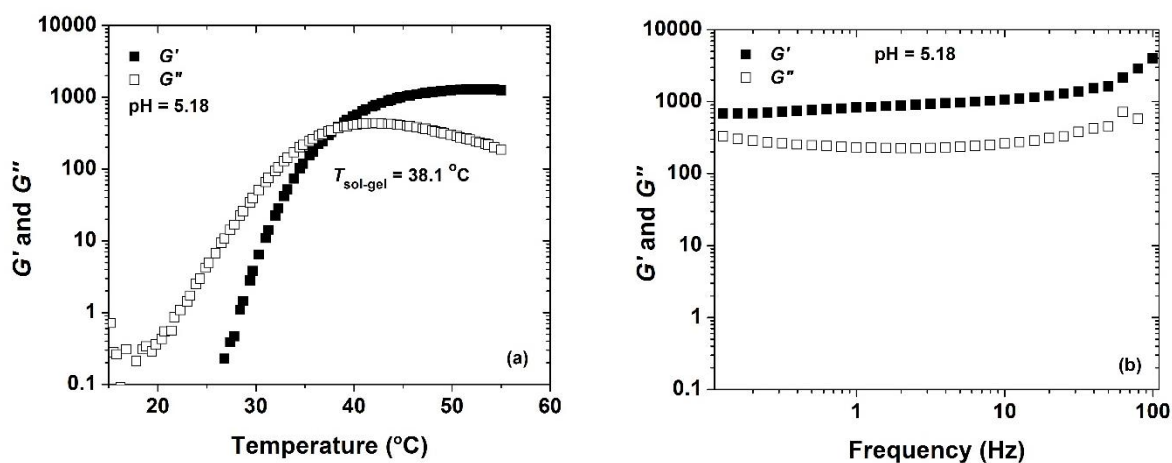 10000
1000
100
10
1
0.1
G' and G"
G'
G"
pH = 5.18
Tsol-gel = 38.1 °C
(a)
20 30 40 50 60
Temperature (°C)
10000
1000
100
10
1
0.1
G' and G"
G'
G"
pH = 5.18
(b)
1 10 100
Frequency (Hz)